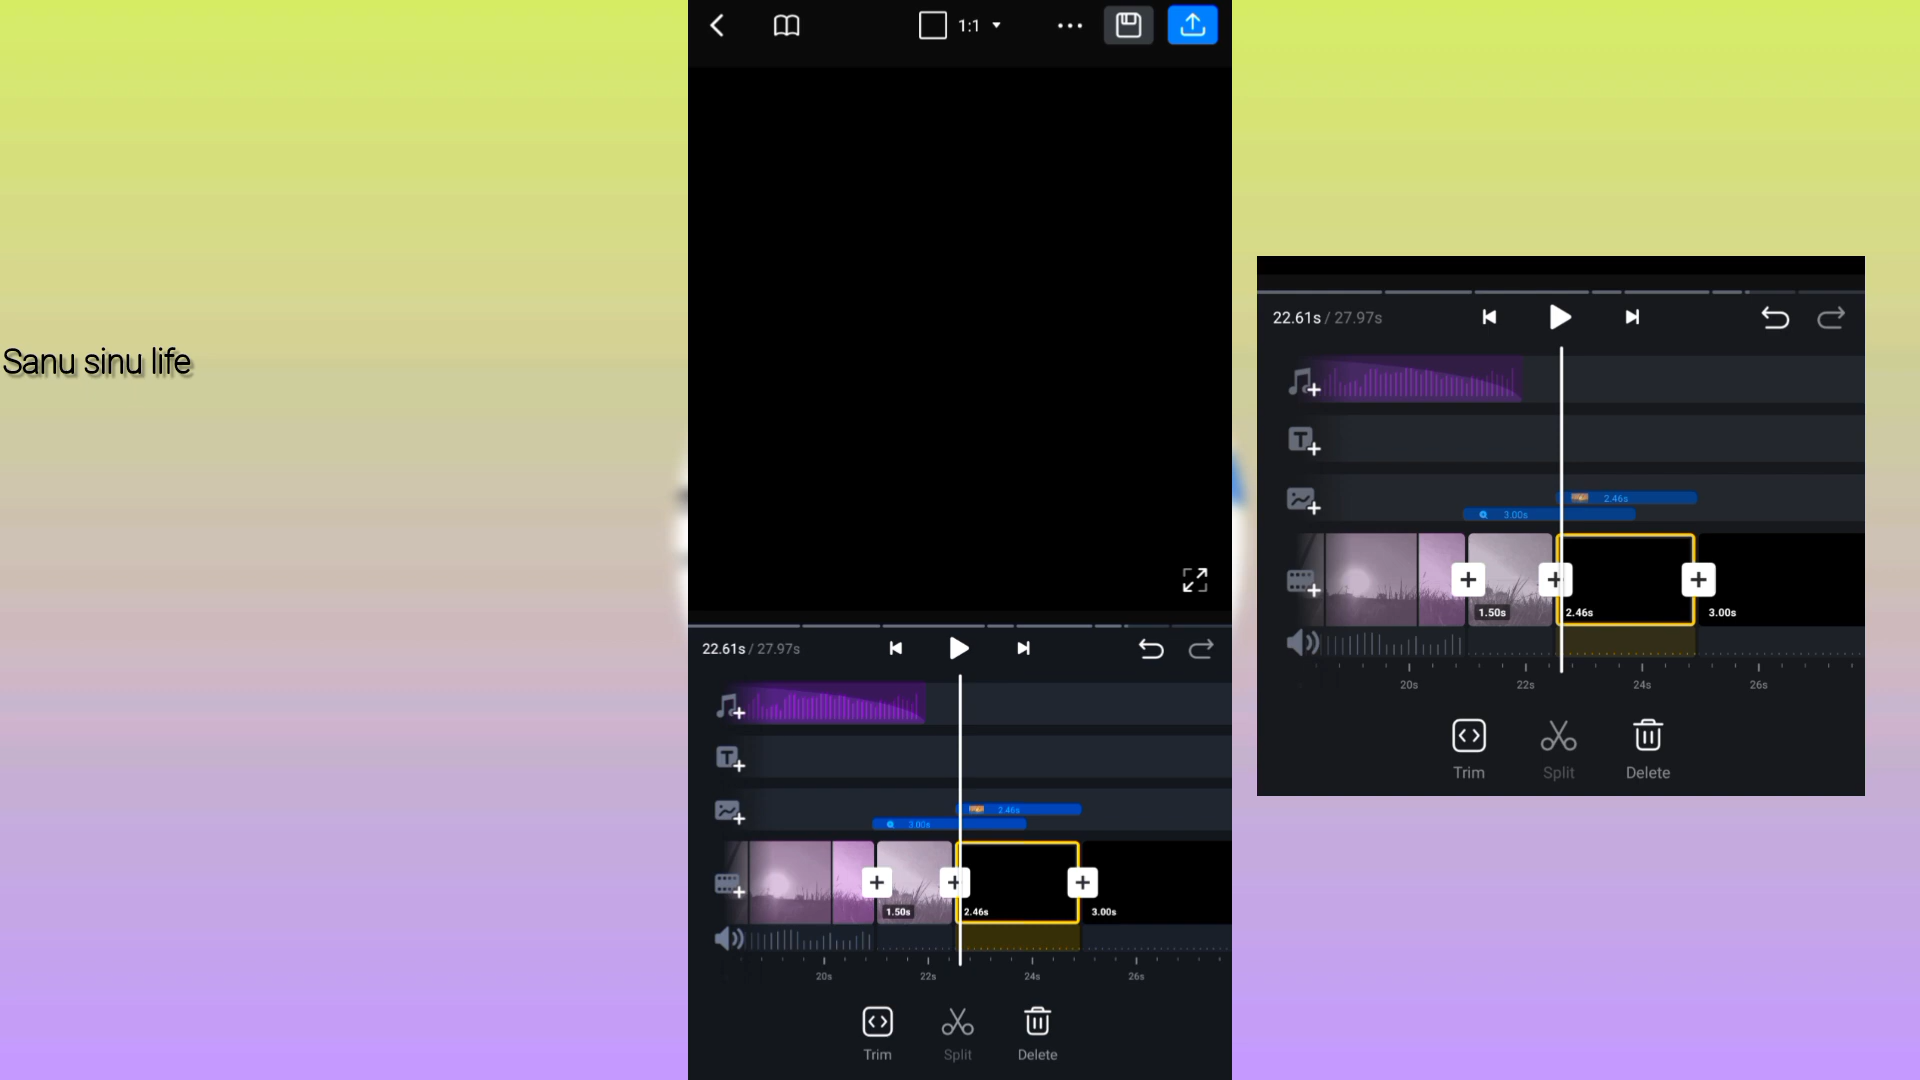 Sanu sinu life
1:1
22.61s / 27.97s
2.46s
3.00s
1.50s
2.46s
3.00s
20s 22s 24s 26s
Trim Split Delete
22.61s / 27.97s
2.46s
3.00s
1.50s
2.46s
3.00s
20s 22s 24s 26s
Trim Split Delete